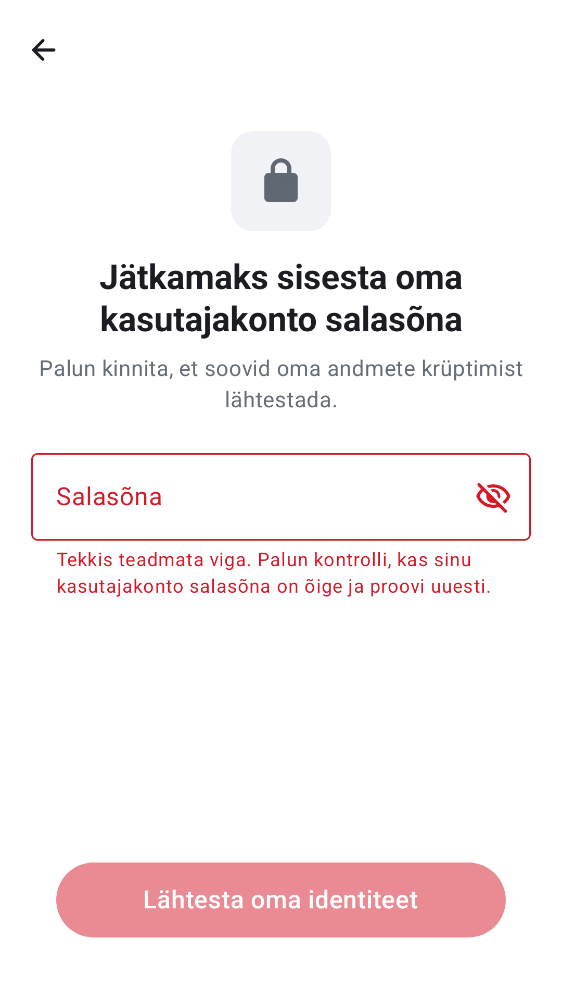 Jätkamaks sisesta oma
kasutajakonto salasõna
Palun kinnita, et soovid oma andmete krüptimist
lähtestada.
Salasõna
Tekkis teadmata viga. Palun kontrolli, kas sinu
kasutajakonto salasõna on õige ja proovi uuesti.
Lähtesta oma identiteet